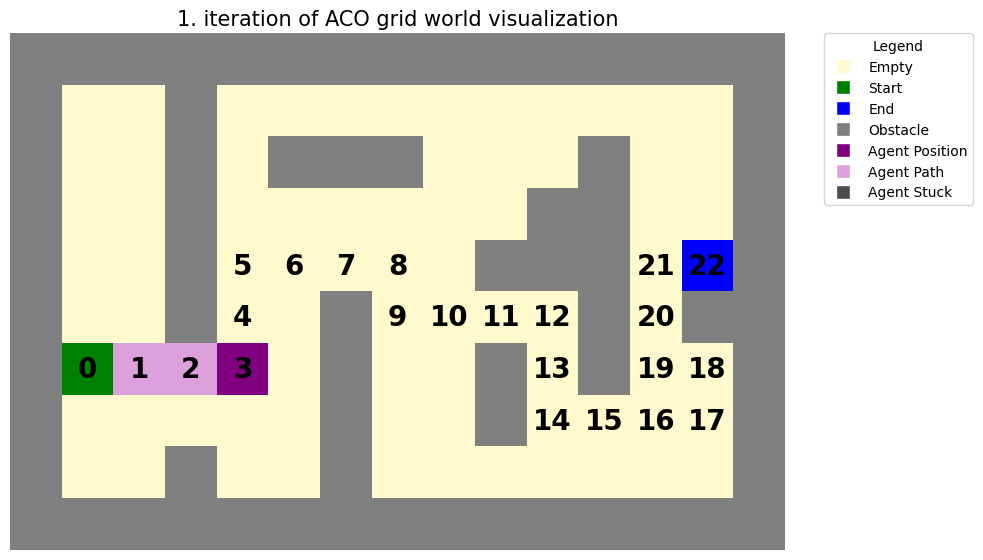 1. iteration of ACO grid world visualization
Legend
Empty
Start
End
Obstacle
Agent Position
Agent Path
Agent Stuck
5 6 7 8 21 22
4 9 10 11 12 20
0 1 2 3 13 19 18
14 15 16 17